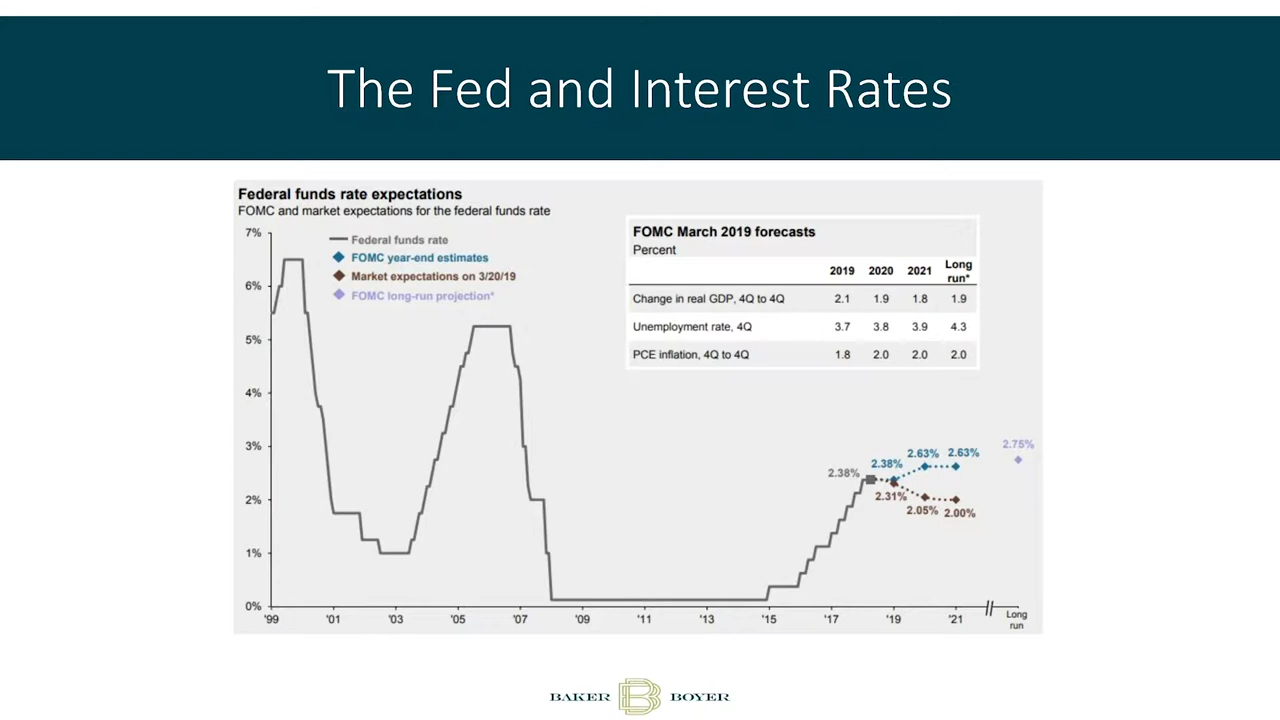 The Fed and Interest Rates
Federal funds rate expectations
FOMC and market expectations for the federal funds rate
7%
6%
5%
4%
3%
2%
1%
0%
Federal funds rate
FOMC year-end estimates
Market expectations on 3/20/19
FOMC long-run projection*
FOMC March 2019 forecasts
Percent
2019 2020 2021 Long run*
Change in real GDP, 4Q to 4Q 2.1 1.9 1.8 1.9
Unemployment rate, 4Q 3.7 3.8 3.9 4.3
PCE inflation, 4Q to 4Q 1.8 2.0 2.0 2.0
2.75%
2.63% 2.63%
2.38% 2.38%
2.31%
2.05% 2.00%
'99 '01 '03 '05 '07 '09 '11 '13 '15 '17 '19 '21 Long run
BAKER BOYER